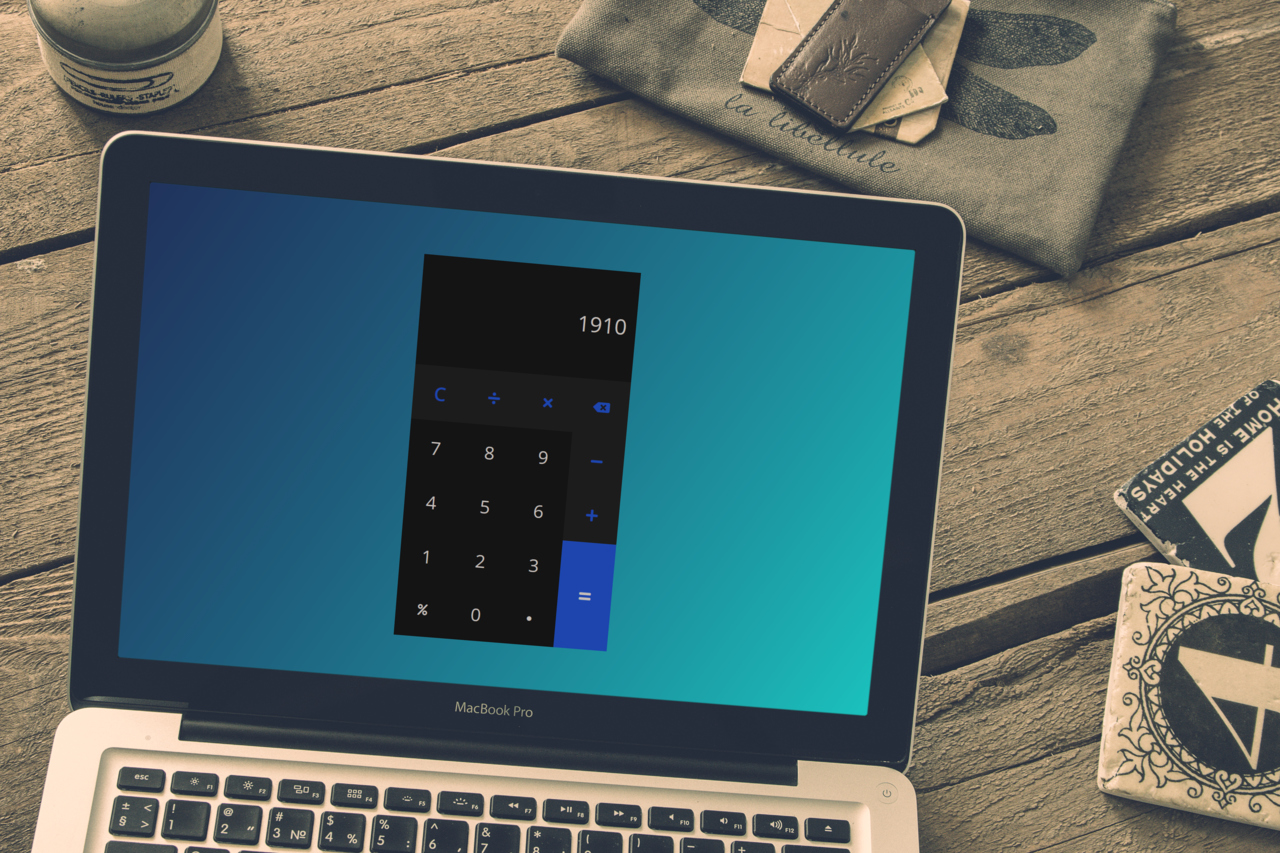 la libellule
1910
C ÷ × ⌫
7 8 9 −
4 5 6 +
1 2 3
% 0 . =
MacBook Pro
HOME IS THE HEART
OF THE HOLIDAYS
esc F1 F2 F3 F4 F5 F6 F7 F8 F9 F10 F11 F12
± < ! @ # $ % ^ & * ( ) − +
§ > 1 2 “ 3 № 4 % 5 : 6 , 7 8